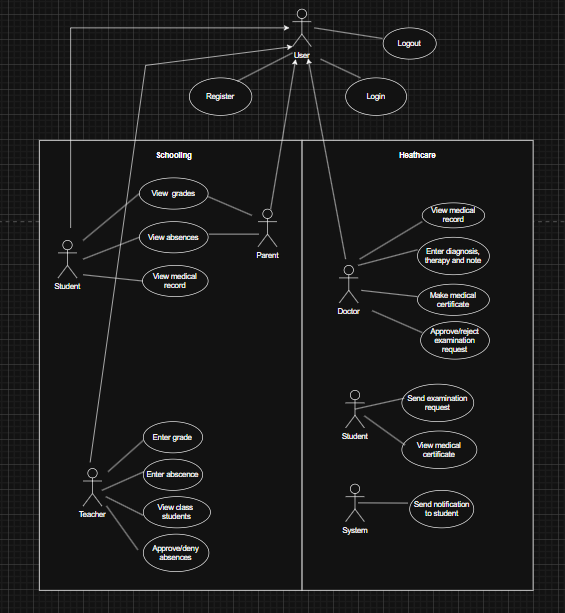 Logout
User
Register
Login
Schooling
Heathcare
View grades
View absences
Parent
View medical
record
Student
View medical
record
Enter diagnosis,
therapy and note
Make medical
certificate
Doctor
Approve/reject
examination
request
Send examination
request
Student
View medical
certificate
Enter grade
Enter abscence
View class
students
Teacher
Approve/deny
absences
Send notification
to student
System